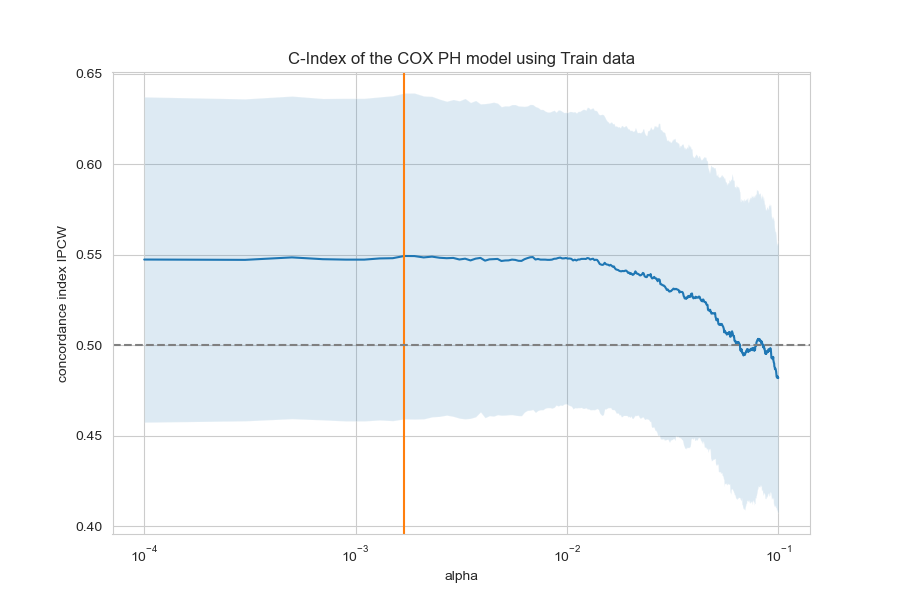 C-Index of the COX PH model using Train data
0.65
0.60
0.55
0.50
0.45
0.40
concordance index IPCW
10⁻⁴ 10⁻³ 10⁻² 10⁻¹
alpha